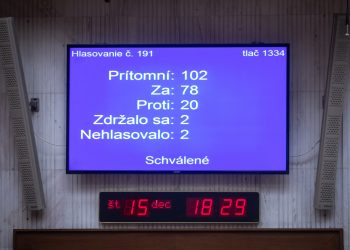 Hlasovanie č. 191 tlač 1334
Prítomní: 102
Za: 78
Proti: 20
Zdržalo sa: 2
Nehlasovalo: 2
Schválené
št 15 dec 18 29